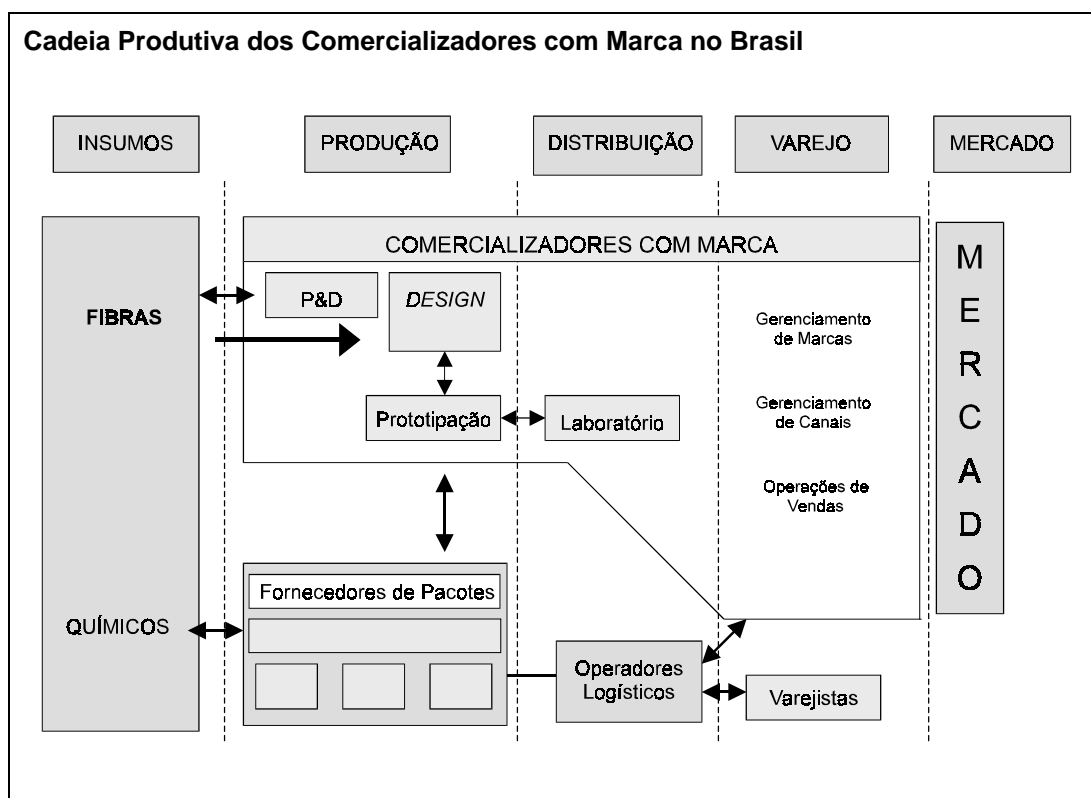 Cadeia Produtiva dos Comercializadores com Marca no Brasil
INSUMOS
PRODUÇÃO
DISTRIBUIÇÃO
VAREJO
MERCADO
COMERCIALIZADORES COM MARCA
FIBRAS
P&D
DESIGN
Prototipação
Laboratório
Gerenciamento
de Marcas
Gerenciamento
de Canais
Operações de
Vendas
M
E
R
C
A
D
O
QUÍMICOS
Fornecedores de Pacotes
Operadores
Logísticos
Varejistas